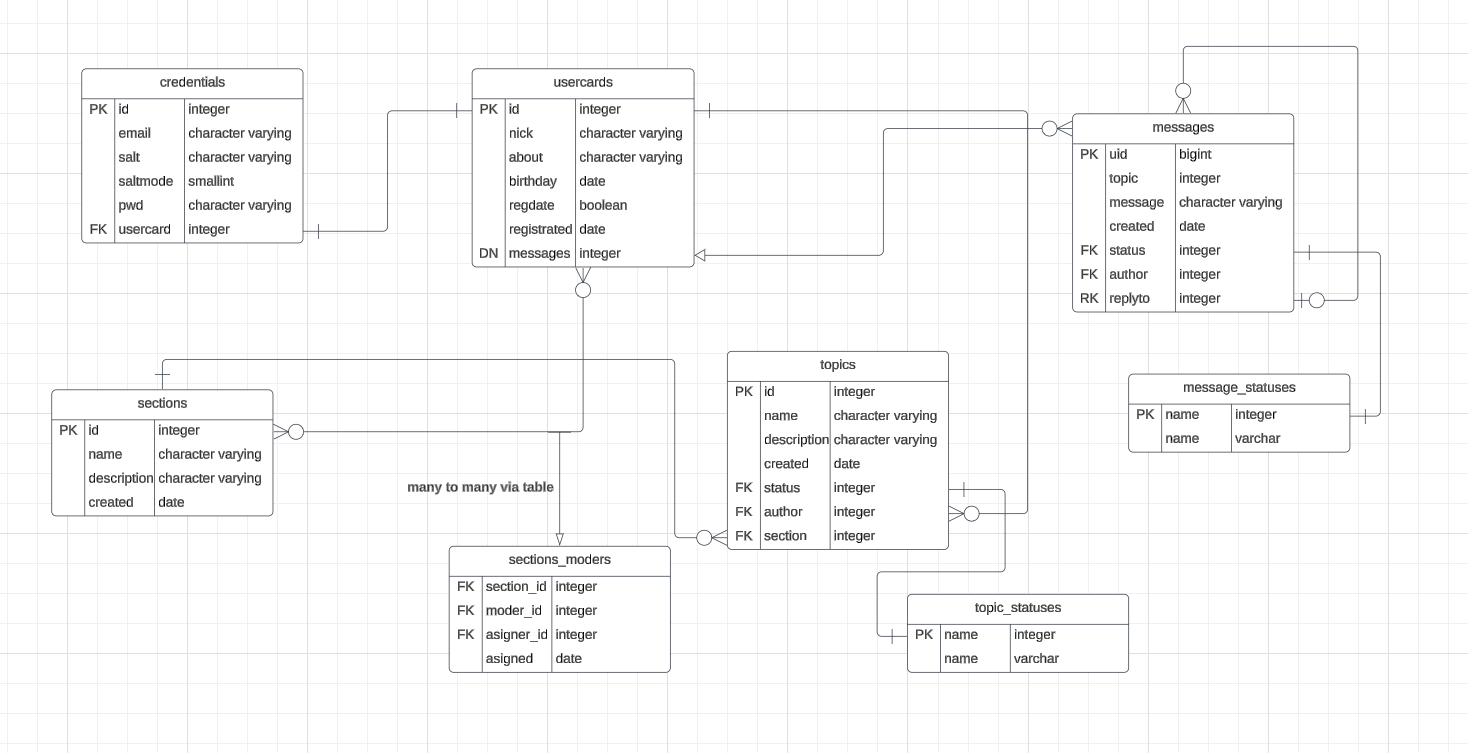 credentials
PK id integer
email character varying
salt character varying
saltmode smallint
pwd character varying
FK usercard integer
usercards
PK id integer
nick character varying
about character varying
birthday date
regdate boolean
registrated date
DN messages integer
messages
PK uid bigint
topic integer
message character varying
created date
FK status integer
FK author integer
RK replyto integer
sections
PK id integer
name character varying
description character varying
created date
many to many via table
topics
PK id integer
name character varying
description character varying
created date
FK status integer
FK author integer
FK section integer
message_statuses
PK name integer
name varchar
sections_moders
FK section_id integer
FK moder_id integer
FK asigner_id integer
asigned date
topic_statuses
PK name integer
name varchar